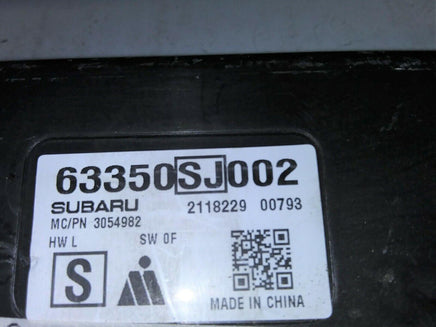 63350SJ002
SUBARU 2118229 00793
MC/PN 3054982
HW L SW 0F
S
MADE IN CHINA